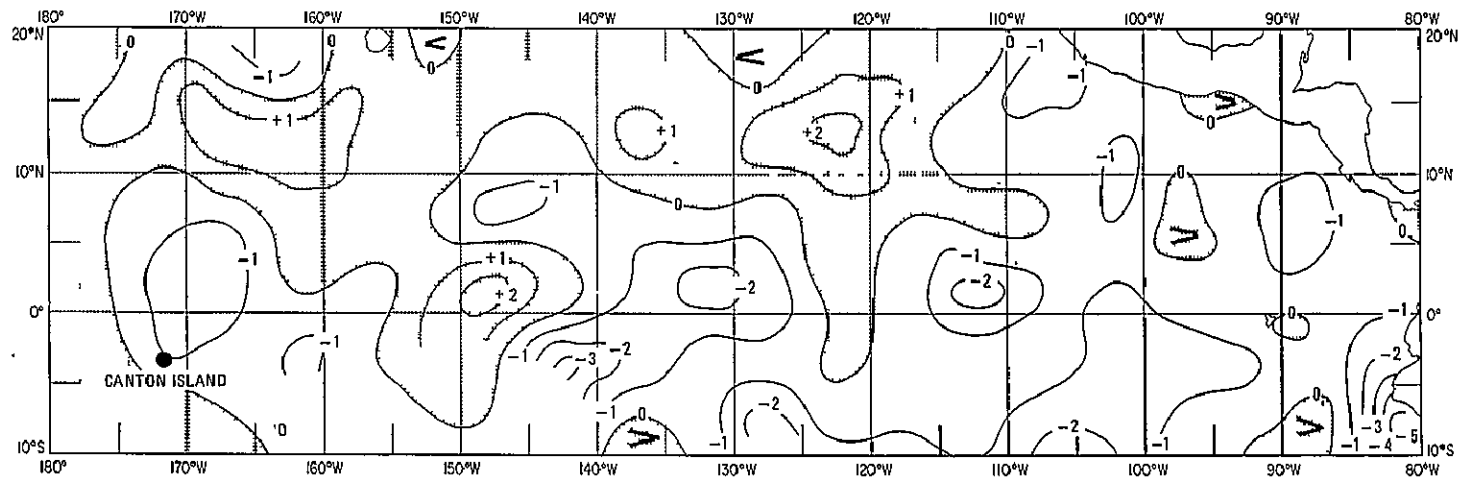 180° 170°W 160°W 150°W 140°W 130°W 120°W 110°W 100°W 90°W 80°W
20°N 0 0 0 -1 20°N
-1 0 0 -1
+1 +1 0
+1 +1 +2
10°N -1 0 10°N
-1 0 -1
-1 +1 -1 0
+2 -2 -2
0° 0 -1 0°
-1 -1 -2 -2
-3
CANTON ISLAND
-1 0 -2 0
0 -1 -2 -1 -3
10°S -1 -4 -5 10°S
180° 170°W 160°W 150°W 140°W 130°W 120°W 110°W 100°W 90°W 80°W